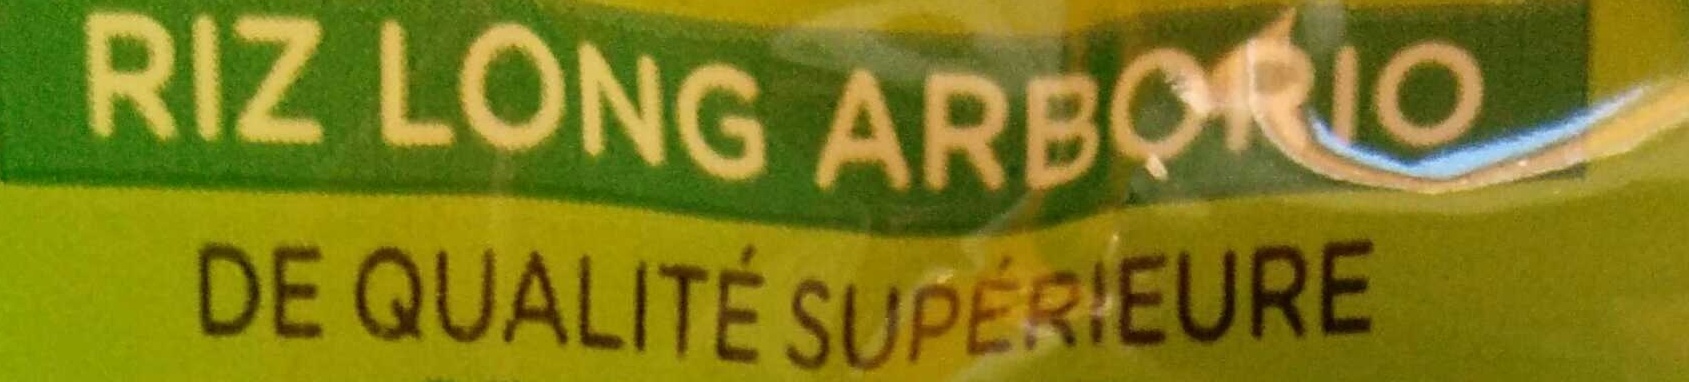 RIZ LONG ARBORIO
DE QUALITÉ SUPÉRIEURE